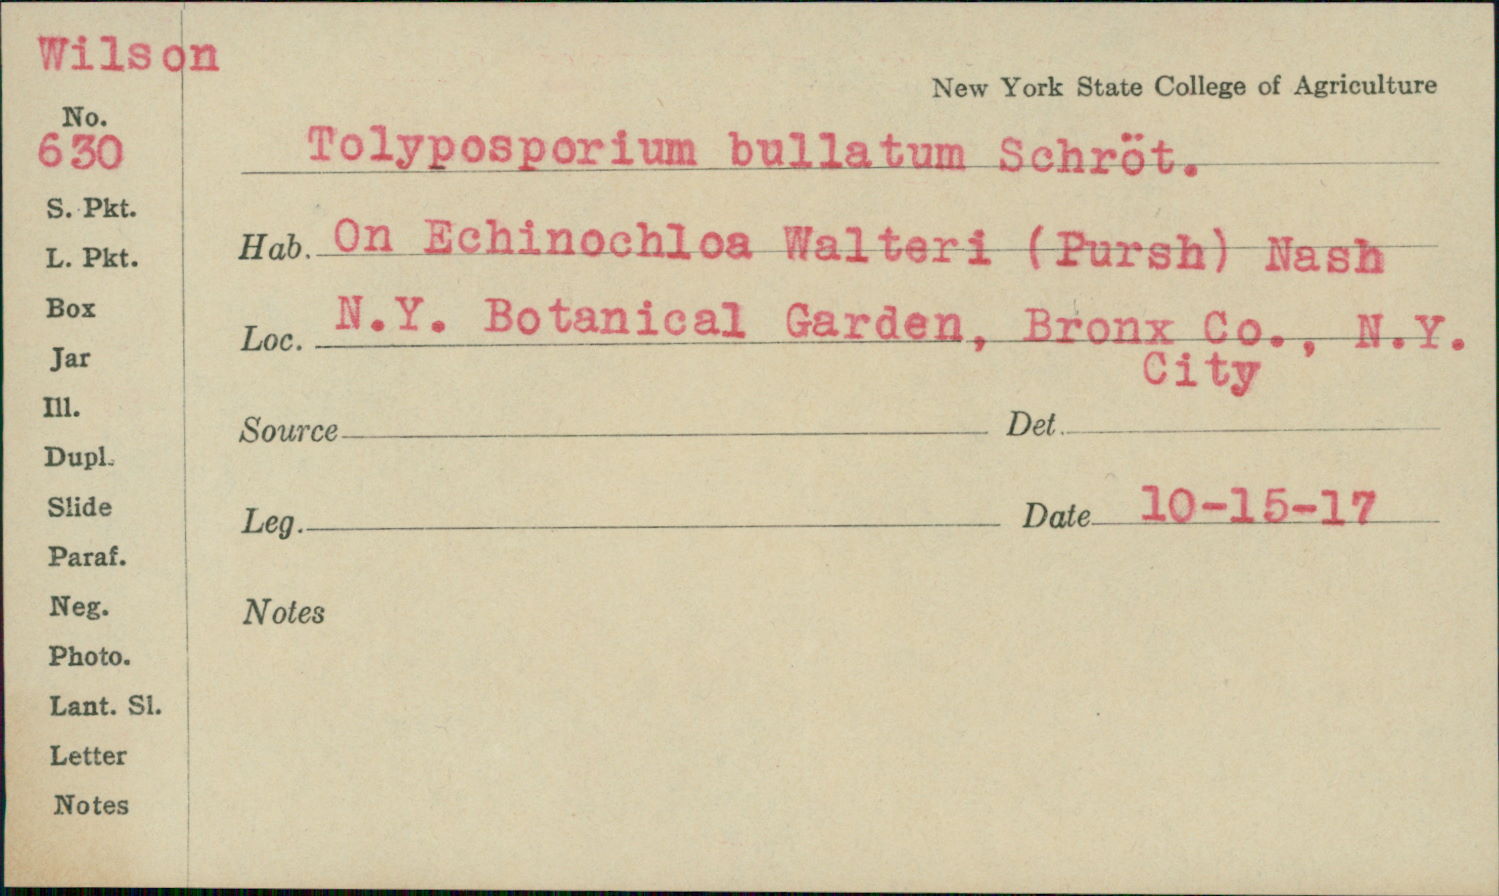 Wilson
New York State College of Agriculture
No.
630
Tolyposporium bullatum Schröt.
S. Pkt.
Hab. On Echinochloa Walteri (Pursh) Nash
L. Pkt.
Box
Loc. N.Y. Botanical Garden, Bronx Co., N.Y.
City
Jar
Ill.
Source Det.
Dupl.
Slide
Leg. Date 10-15-17
Paraf.
Neg.
Notes
Photo.
Lant. Sl.
Letter
Notes